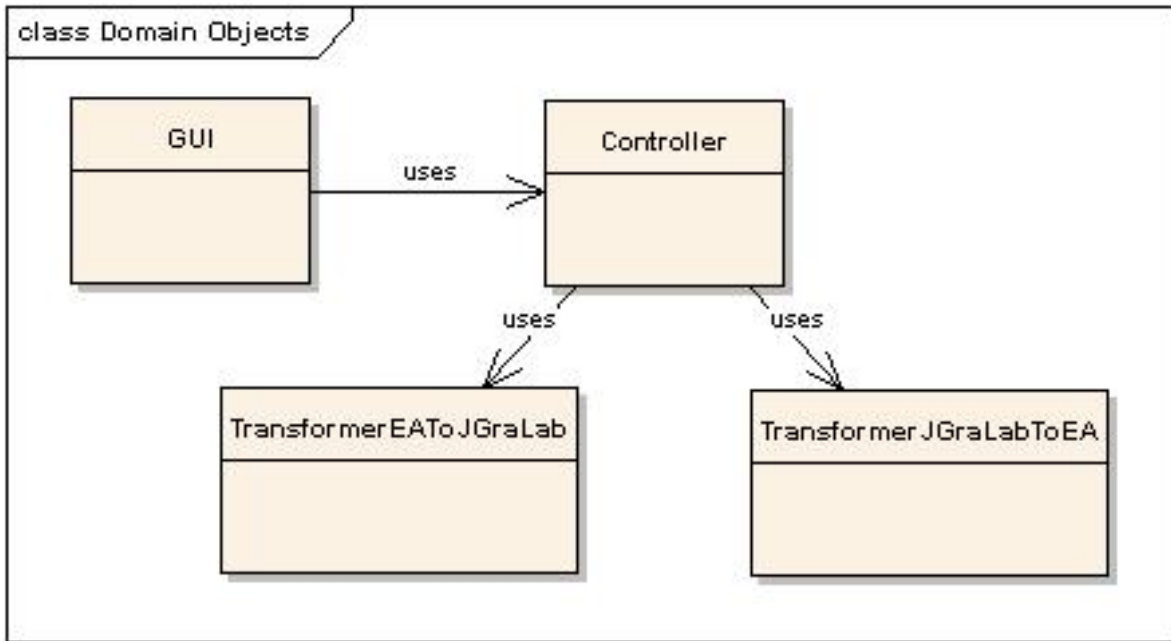 class Domain Objects
GUI
Controller
uses
uses
uses
TransformerEAToJGraLab
TransformerJGraLabToEA